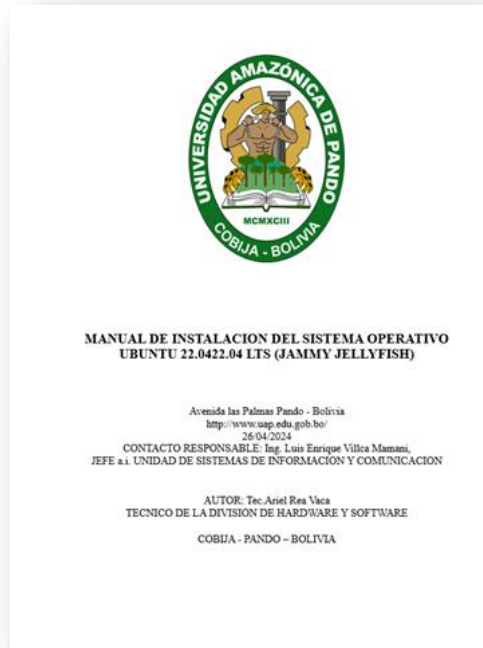 UNIVERSIDAD AMAZÓNICA DE PANDO
MCMXCIII
COBIJA - BOLIVIA
MANUAL DE INSTALACION DEL SISTEMA OPERATIVO
UBUNTU 22.0422.04 LTS (JAMMY JELLYFISH)
Avenida las Palmas Pando - Bolivia
http://www.uap.edu.gob.bo/
26/04/2024
CONTACTO RESPONSABLE: Ing. Luis Enrique Villca Mamani,
JEFE a.i. UNIDAD DE SISTEMAS DE INFORMACION Y COMUNICACION
AUTOR: Tec.Ariel Rea Vaca
TECNICO DE LA DIVISION DE HARDWARE Y SOFTWARE
COBIJA - PANDO – BOLIVIA